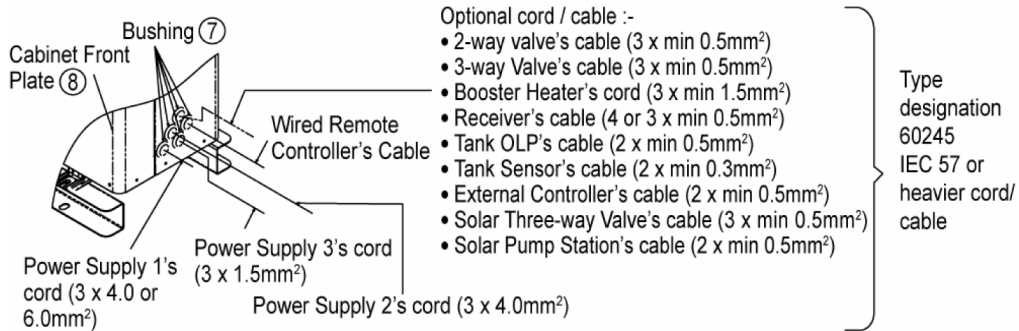 Bushing ⑦
Cabinet Front
Plate ⑧
Wired Remote
Controller's Cable
Power Supply 1's
cord (3 x 4.0 or
6.0mm²)
Power Supply 3's cord
(3 x 1.5mm²)
Power Supply 2's cord (3 x 4.0mm²)
Optional cord / cable :-
• 2-way valve's cable (3 x min 0.5mm²)
• 3-way Valve's cable (3 x min 0.5mm²)
• Booster Heater's cord (3 x min 1.5mm²)
• Receiver's cable (4 or 3 x min 0.5mm²)
• Tank OLP's cable (2 x min 0.5mm²)
• Tank Sensor's cable (2 x min 0.3mm²)
• External Controller's cable (2 x min 0.5mm²)
• Solar Three-way Valve's cable (3 x min 0.5mm²)
• Solar Pump Station's cable (2 x min 0.5mm²)
Type
designation
60245
IEC 57 or
heavier cord/
cable